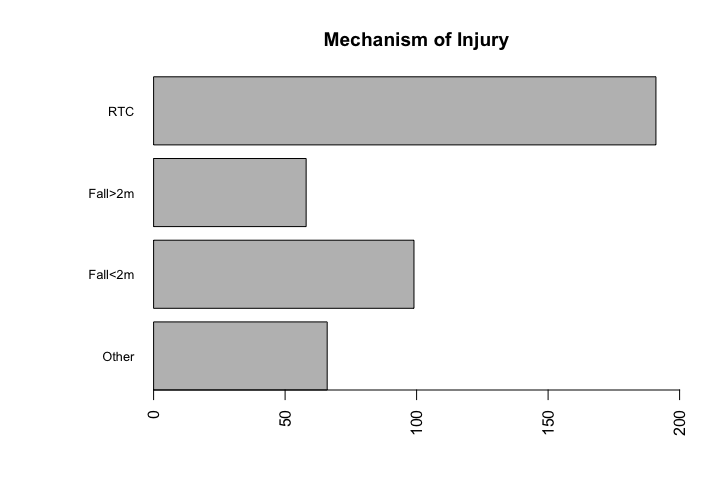 Mechanism of Injury
RTC
Fall>2m
Fall<2m
Other
0
50
100
150
200